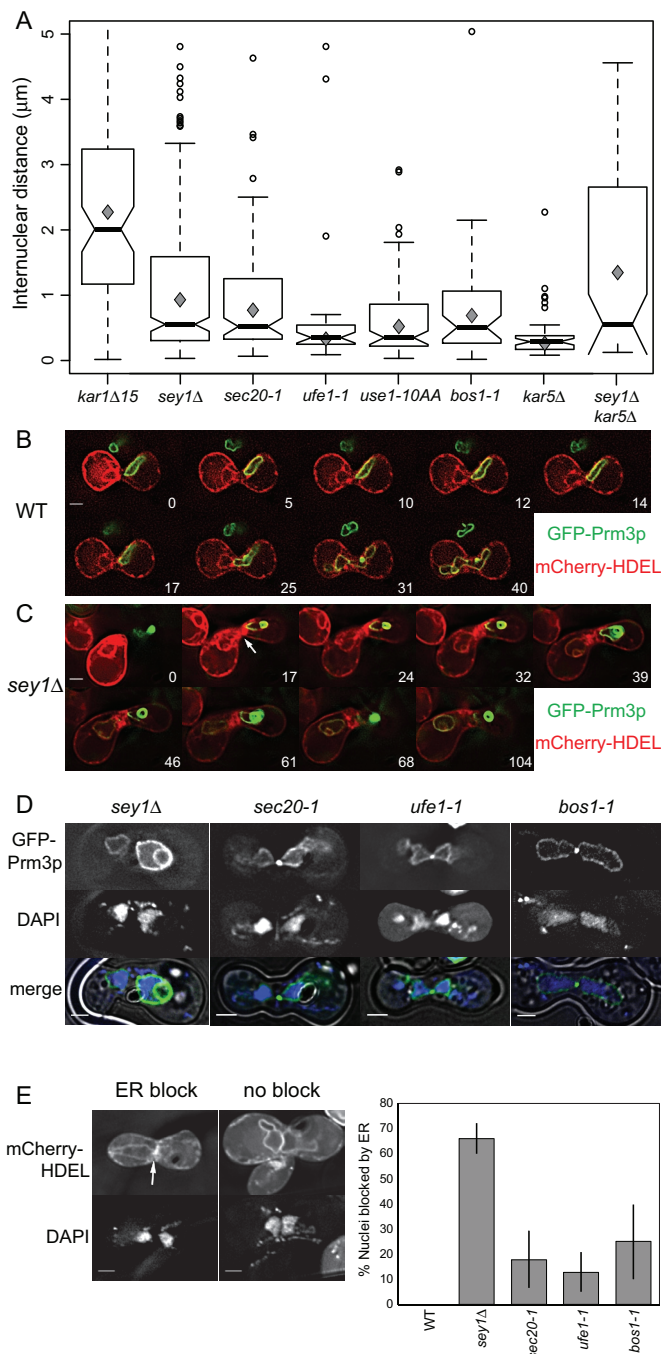 A
Internuclear distance (µm)
5
4
3
2
1
0
kar1Δ15 sey1Δ sec20-1 ufe1-1 use1-10AA bos1-1 kar5Δ sey1Δ
kar5Δ
B
WT
0 5 10 12 14
17 25 31 40
GFP-Prm3p
mCherry-HDEL
C
sey1Δ
0 17 24 32 39
46 61 68 104
GFP-Prm3p
mCherry-HDEL
D
sey1Δ sec20-1 ufe1-1 bos1-1
GFP-
Prm3p
DAPI
merge
E
ER block no block
mCherry-
HDEL
DAPI
% Nuclei blocked by ER
80
70
60
50
40
30
20
10
0
WT
sey1Δ
sec20-1
ufe1-1
bos1-1